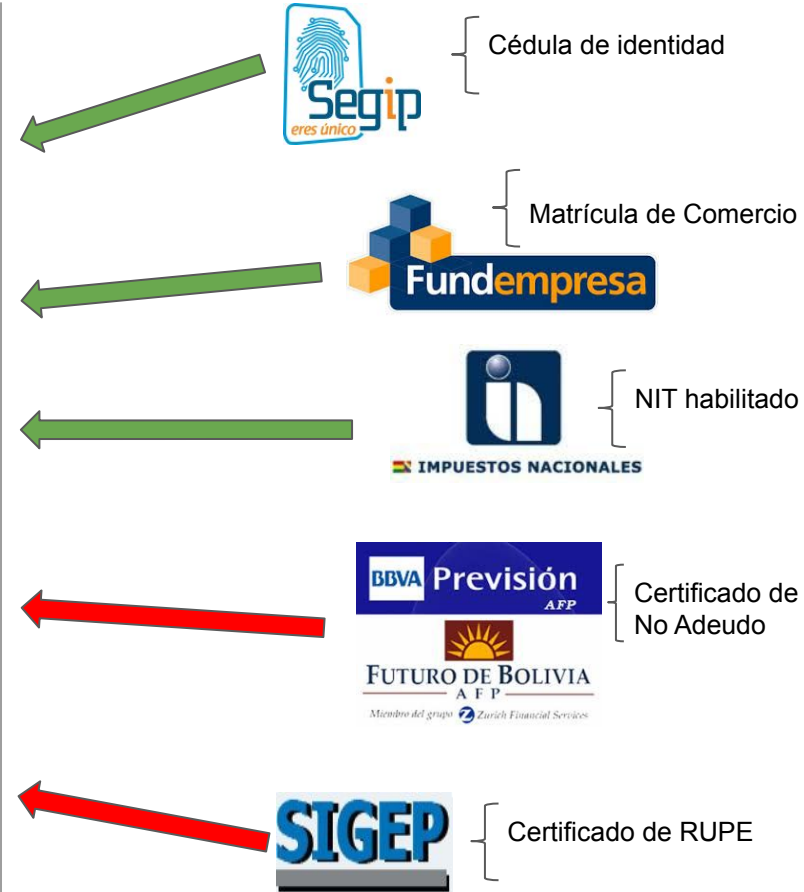 Cédula de identidad
Segip
eres único
Matrícula de Comercio
Fundempresa
NIT habilitado
IMPUESTOS NACIONALES
BBVA Previsión
AFP
Certificado de
No Adeudo
FUTURO DE BOLIVIA
A F P
Miembro del grupo Z Zurich Financial Services
SIGEP
Certificado de RUPE